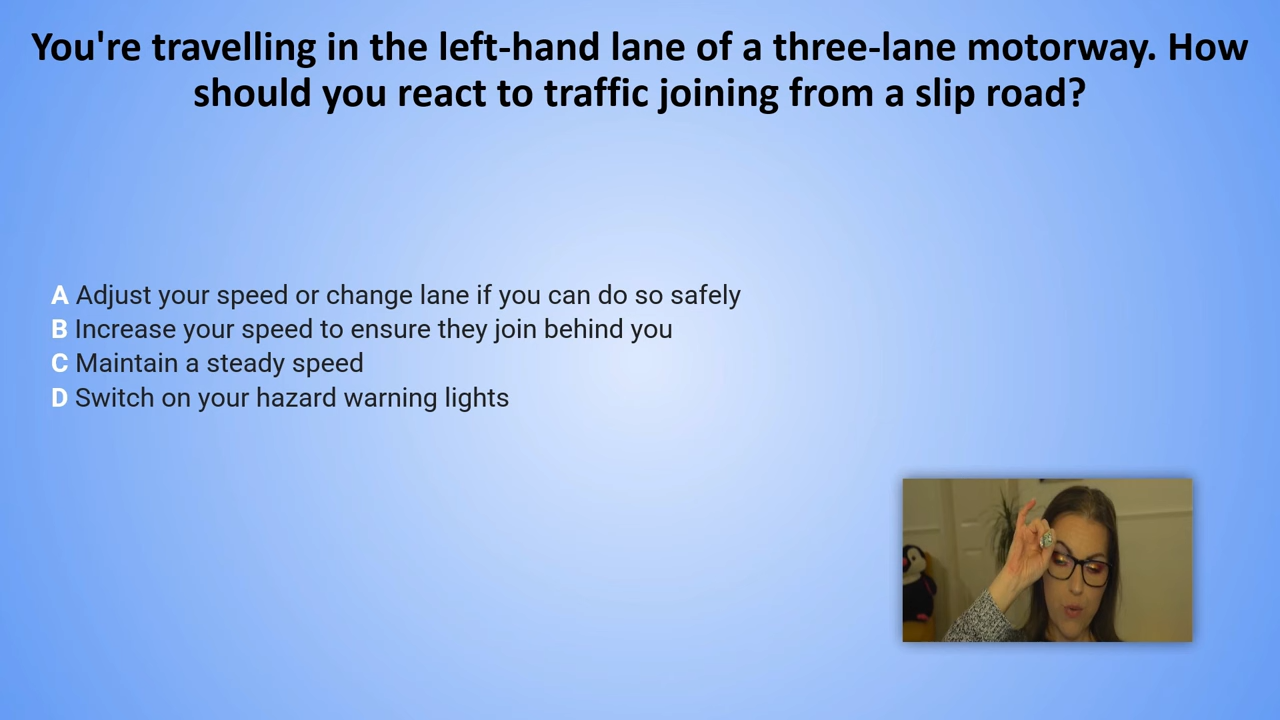 You're travelling in the left-hand lane of a three-lane motorway. How
should you react to traffic joining from a slip road?
A Adjust your speed or change lane if you can do so safely
B Increase your speed to ensure they join behind you
C Maintain a steady speed
D Switch on your hazard warning lights